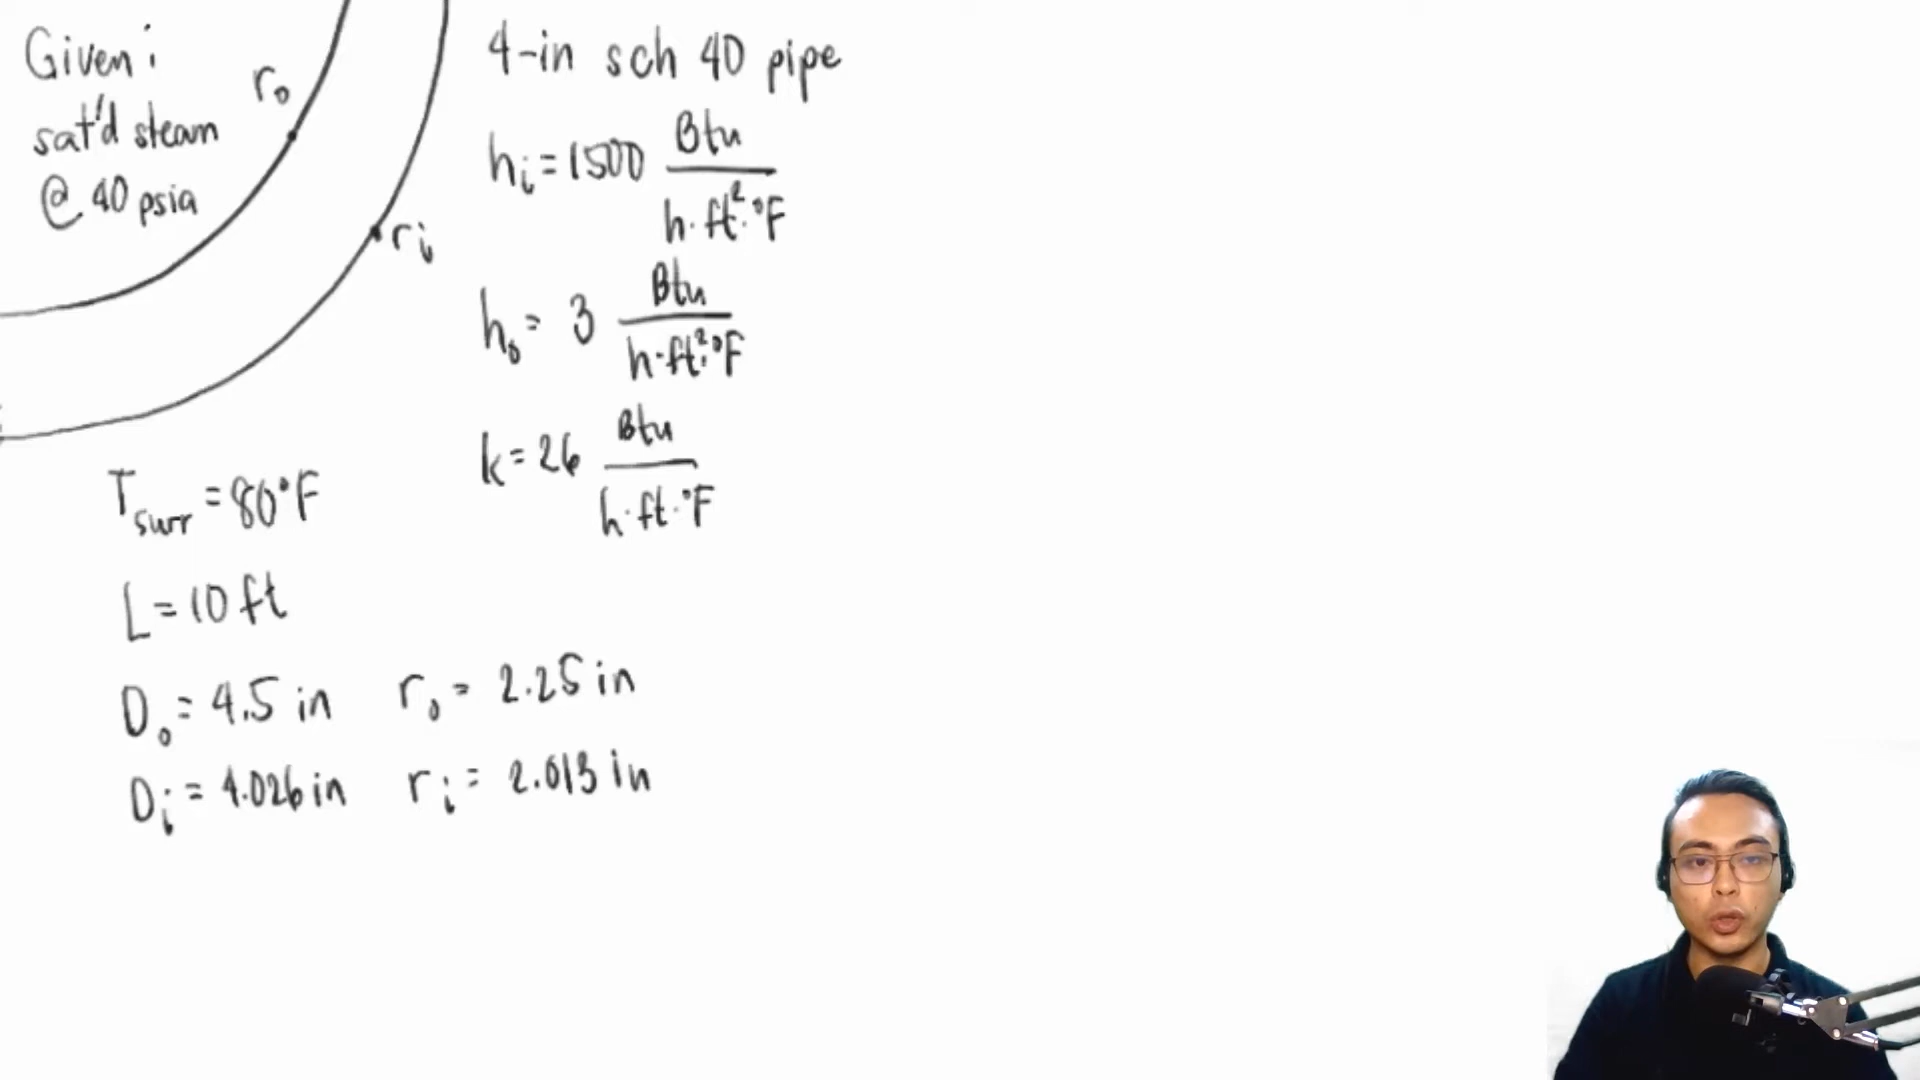 Given:
sat'd steam
@ 40 psia
r₀
rᵢ
4-in sch 40 pipe
hᵢ = 1500 Btu / h·ft²·°F
h₀ = 3 Btu / h·ft²·°F
k = 26 Btu / h·ft·°F
T_surr = 80°F
L = 10 ft
D₀ = 4.5 in r₀ = 2.25 in
Dᵢ = 4.026 in rᵢ = 2.013 in